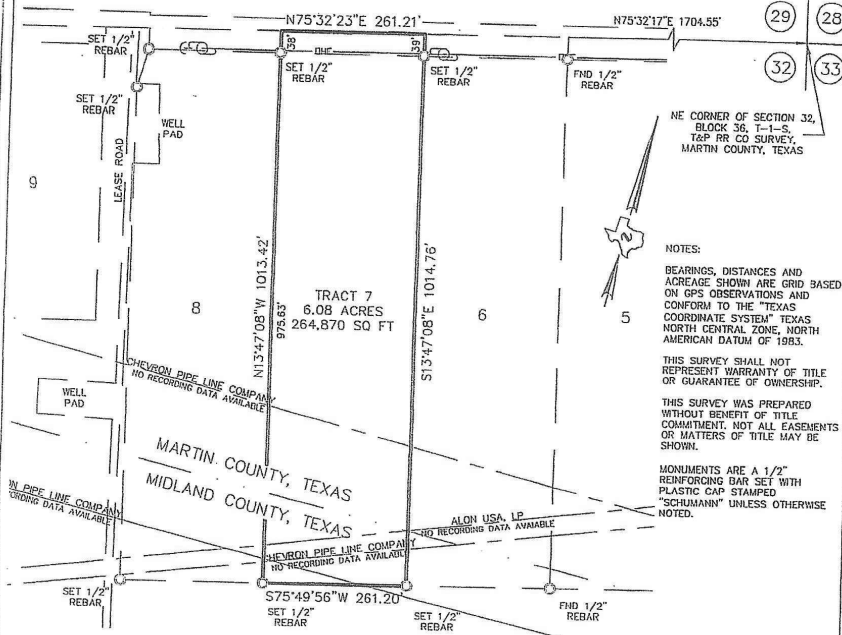 N75°32'23"E 261.21'
N75°32'17"E 1704.55'
29
28
32
33
SET 1/2"
REBAR
38'
OHE
39'
SET 1/2"
REBAR
SET 1/2"
REBAR
FND 1/2"
REBAR
SET 1/2"
REBAR
WELL
PAD
LEASE ROAD
NE CORNER OF SECTION 32,
BLOCK 36, T-1-S,
T&P RR CO SURVEY,
MARTIN COUNTY, TEXAS
9
8
N13°47'08"W 1013.42'
975.63'
TRACT 7
6.08 ACRES
264,870 SQ FT
S13°47'08"E 1014.76'
6
5
NOTES:
BEARINGS, DISTANCES AND
ACREAGE SHOWN ARE GRID BASED
ON GPS OBSERVATIONS AND
CONFORM TO THE "TEXAS
COORDINATE SYSTEM" TEXAS
NORTH CENTRAL ZONE, NORTH
AMERICAN DATUM OF 1983.
THIS SURVEY SHALL NOT
REPRESENT WARRANTY OF TITLE
OR GUARANTEE OF OWNERSHIP.
THIS SURVEY WAS PREPARED
WITHOUT BENEFIT OF TITLE
COMMITMENT. NOT ALL EASEMENTS
OR MATTERS OF TITLE MAY BE
SHOWN.
MONUMENTS ARE A 1/2"
REINFORCING BAR SET WITH
PLASTIC CAP STAMPED
"SCHUMANN" UNLESS OTHERWISE
NOTED.
CHEVRON PIPE LINE COMPANY
NO RECORDING DATA AVAILABLE
WELL
PAD
MARTIN COUNTY, TEXAS
MIDLAND COUNTY, TEXAS
ON PIPE LINE COMPANY
CORDING DATA AVAILABLE
ALON USA, LP
NO RECORDING DATA AVAILABLE
CHEVRON PIPE LINE COMPANY
NO RECORDING DATA AVAILABLE
SET 1/2"
REBAR
S75°49'56"W 261.20'
SET 1/2"
REBAR
SET 1/2"
REBAR
FND 1/2"
REBAR